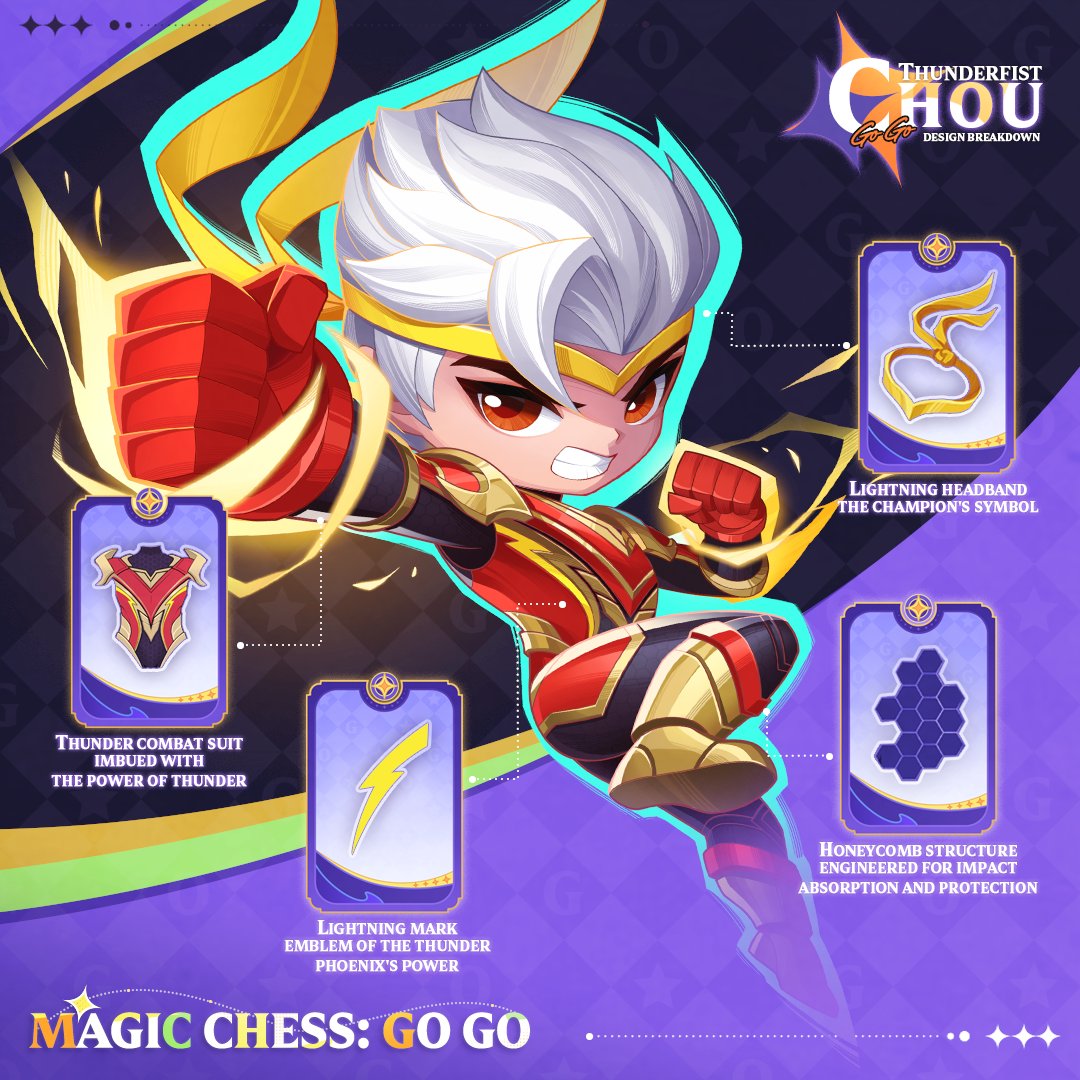 THUNDERFIST
CHOU
Go Go
DESIGN BREAKDOWN
LIGHTNING HEADBAND
THE CHAMPION'S SYMBOL
THUNDER COMBAT SUIT
IMBUED WITH
THE POWER OF THUNDER
HONEYCOMB STRUCTURE
ENGINEERED FOR IMPACT
ABSORPTION AND PROTECTION
LIGHTNING MARK
EMBLEM OF THE THUNDER
PHOENIX'S POWER
MAGIC CHESS: GO GO